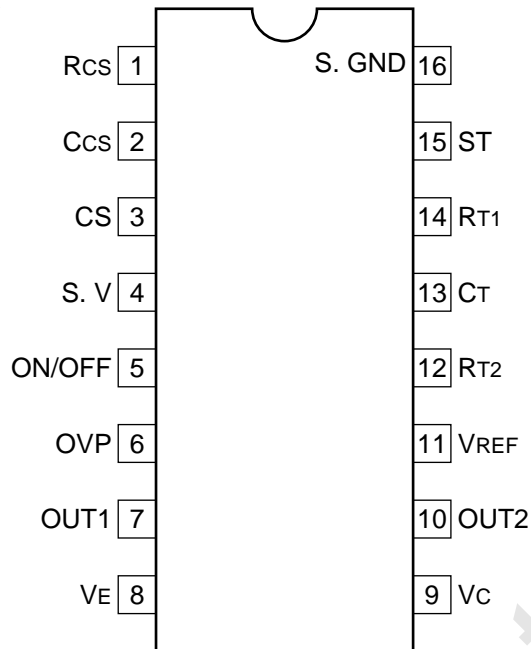 RCS 1 S. GND 16
CCS 2 15 ST
CS 3 14 RT1
S. V 4 13 CT
ON/OFF 5 12 RT2
OVP 6 11 VREF
OUT1 7 10 OUT2
VE 8 9 VC